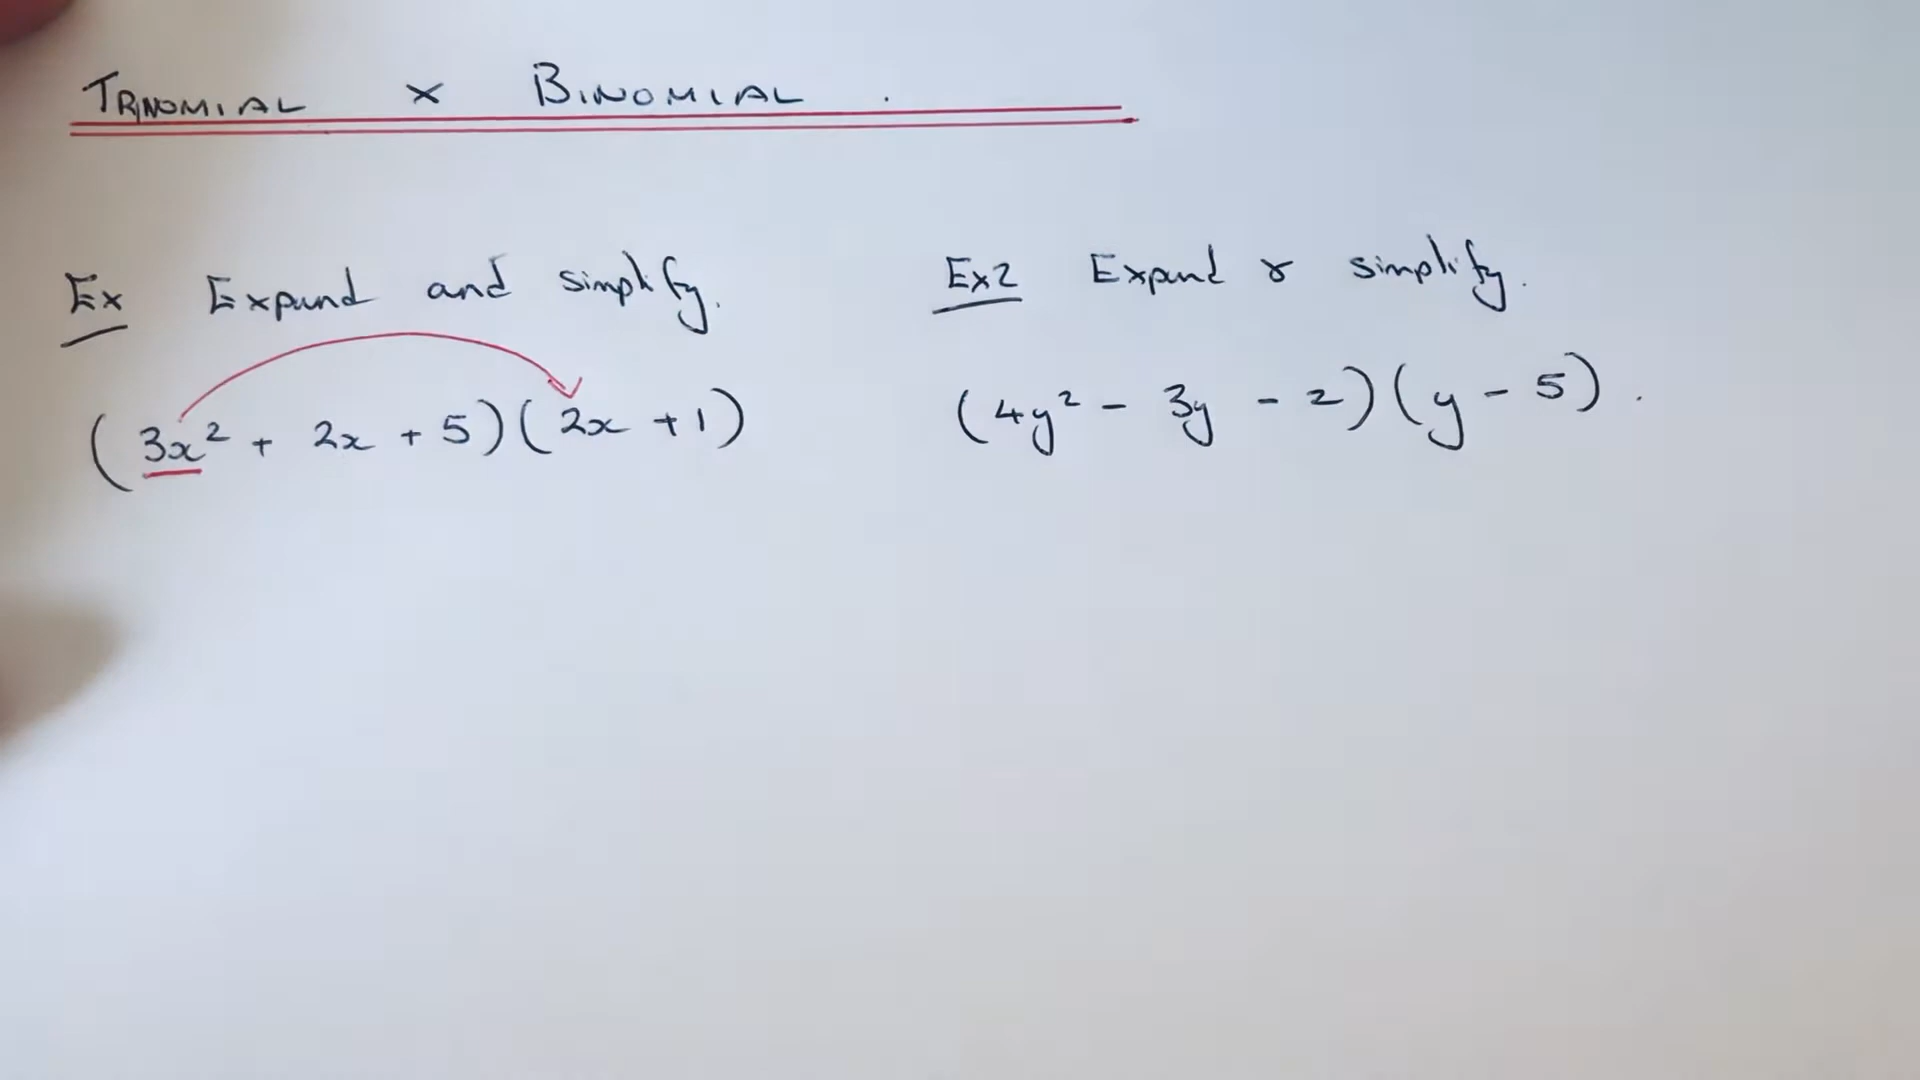 TRINOMIAL × BINOMIAL .
Ex Expand and simplify.
(3x² + 2x + 5)(2x + 1)
Ex2 Expand & simplify.
(4y² - 3y - 2)(y - 5) .